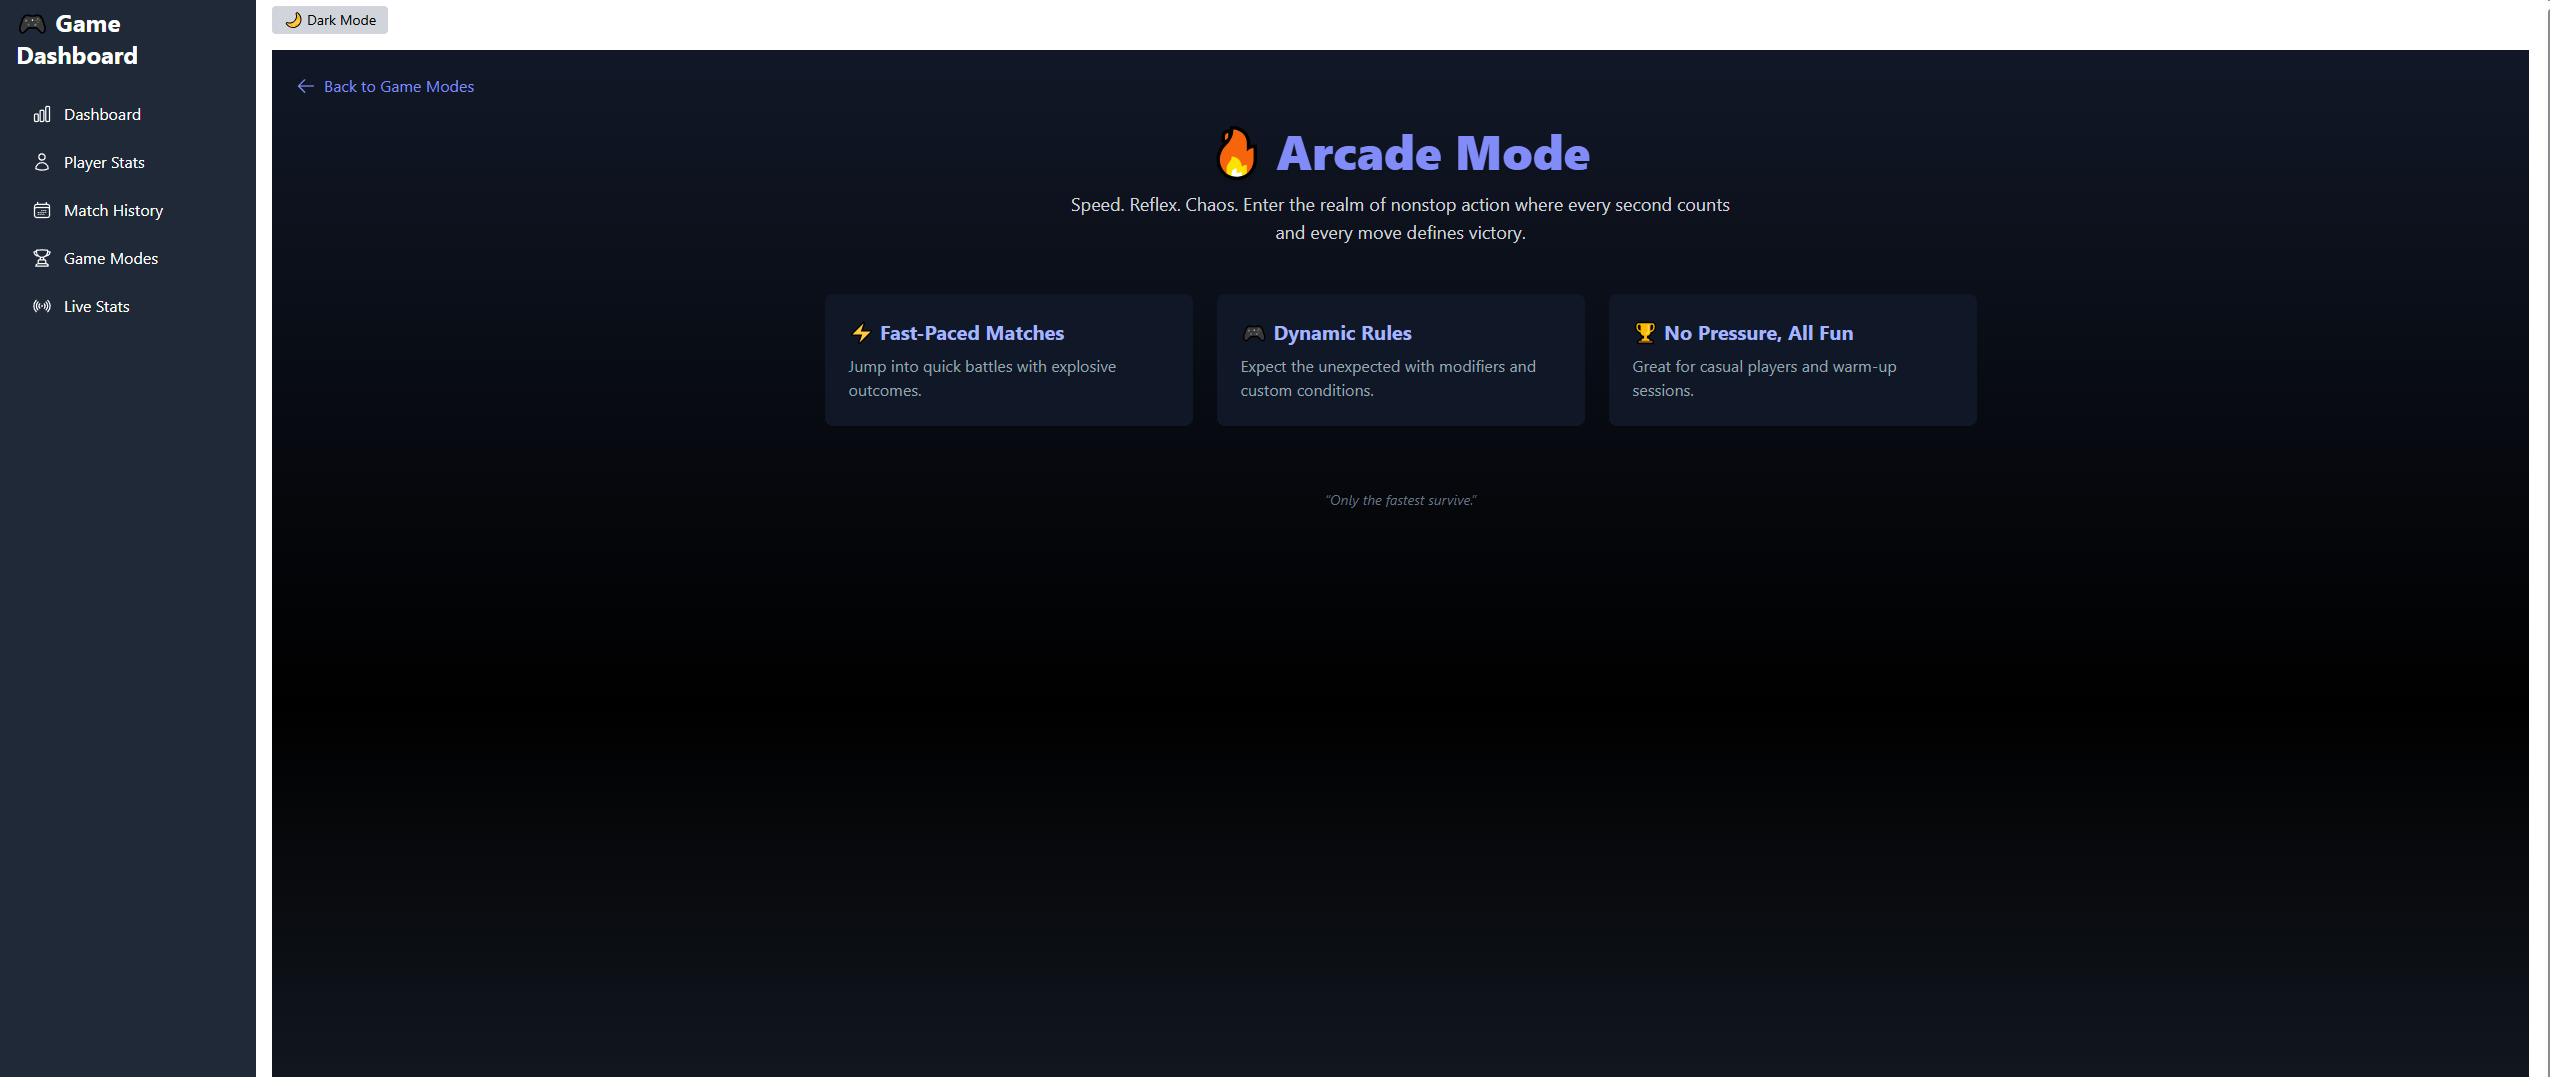 🎮 Game
Dashboard
Dashboard
Player Stats
Match History
Game Modes
Live Stats
🌙 Dark Mode
← Back to Game Modes
🔥 Arcade Mode
Speed. Reflex. Chaos. Enter the realm of nonstop action where every second counts
and every move defines victory.
⚡ Fast-Paced Matches
Jump into quick battles with explosive
outcomes.
🎮 Dynamic Rules
Expect the unexpected with modifiers and
custom conditions.
🏆 No Pressure, All Fun
Great for casual players and warm-up
sessions.
"Only the fastest survive."